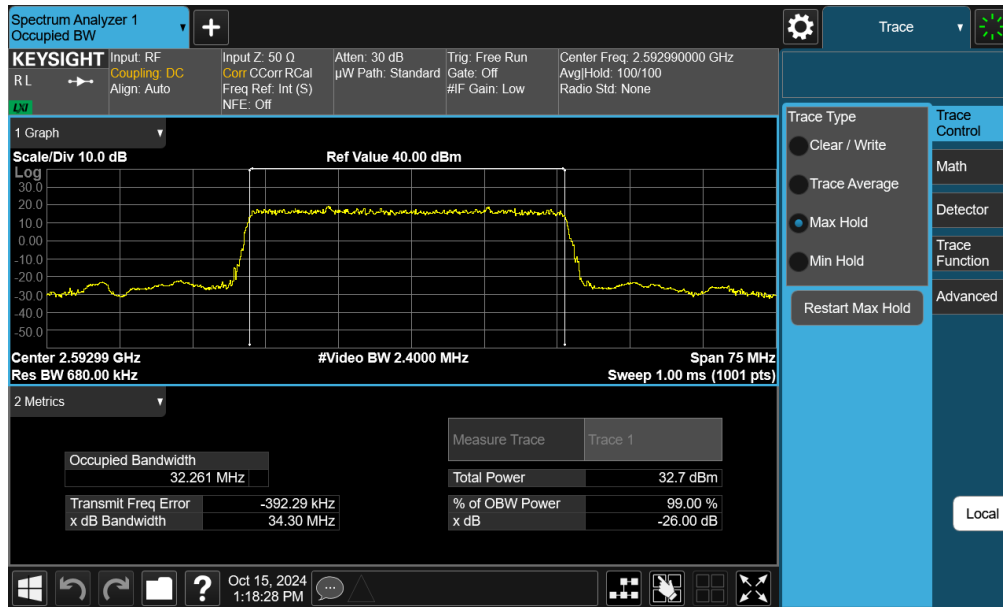 Spectrum Analyzer 1
Occupied BW
▼
+
Trace
▼
KEYSIGHT
R L
LXI
Input: RF
Coupling: DC
Align: Auto
Input Z: 50 Ω
Corr CCorr RCal
Freq Ref: Int (S)
NFE: Off
Atten: 30 dB
µW Path: Standard
Trig: Free Run
Gate: Off
#IF Gain: Low
Center Freq: 2.592990000 GHz
Avg|Hold: 100/100
Radio Std: None
1 Graph
▼
Scale/Div 10.0 dB
Ref Value 40.00 dBm
Log
30.0
20.0
10.0
0.00
-10.0
-20.0
-30.0
-40.0
-50.0
Center 2.59299 GHz
#Video BW 2.4000 MHz
Span 75 MHz
Res BW 680.00 kHz
Sweep 1.00 ms (1001 pts)
2 Metrics
▼
Measure Trace Trace 1
Occupied Bandwidth
32.261 MHz
Total Power 32.7 dBm
Transmit Freq Error -392.29 kHz
% of OBW Power 99.00 %
x dB Bandwidth 34.30 MHz
x dB -26.00 dB
Trace Type
Clear / Write
Trace Average
Max Hold
Min Hold
Restart Max Hold
Trace
Control
Math
Detector
Trace
Function
Advanced
Local
?
Oct 15, 2024
1:18:28 PM